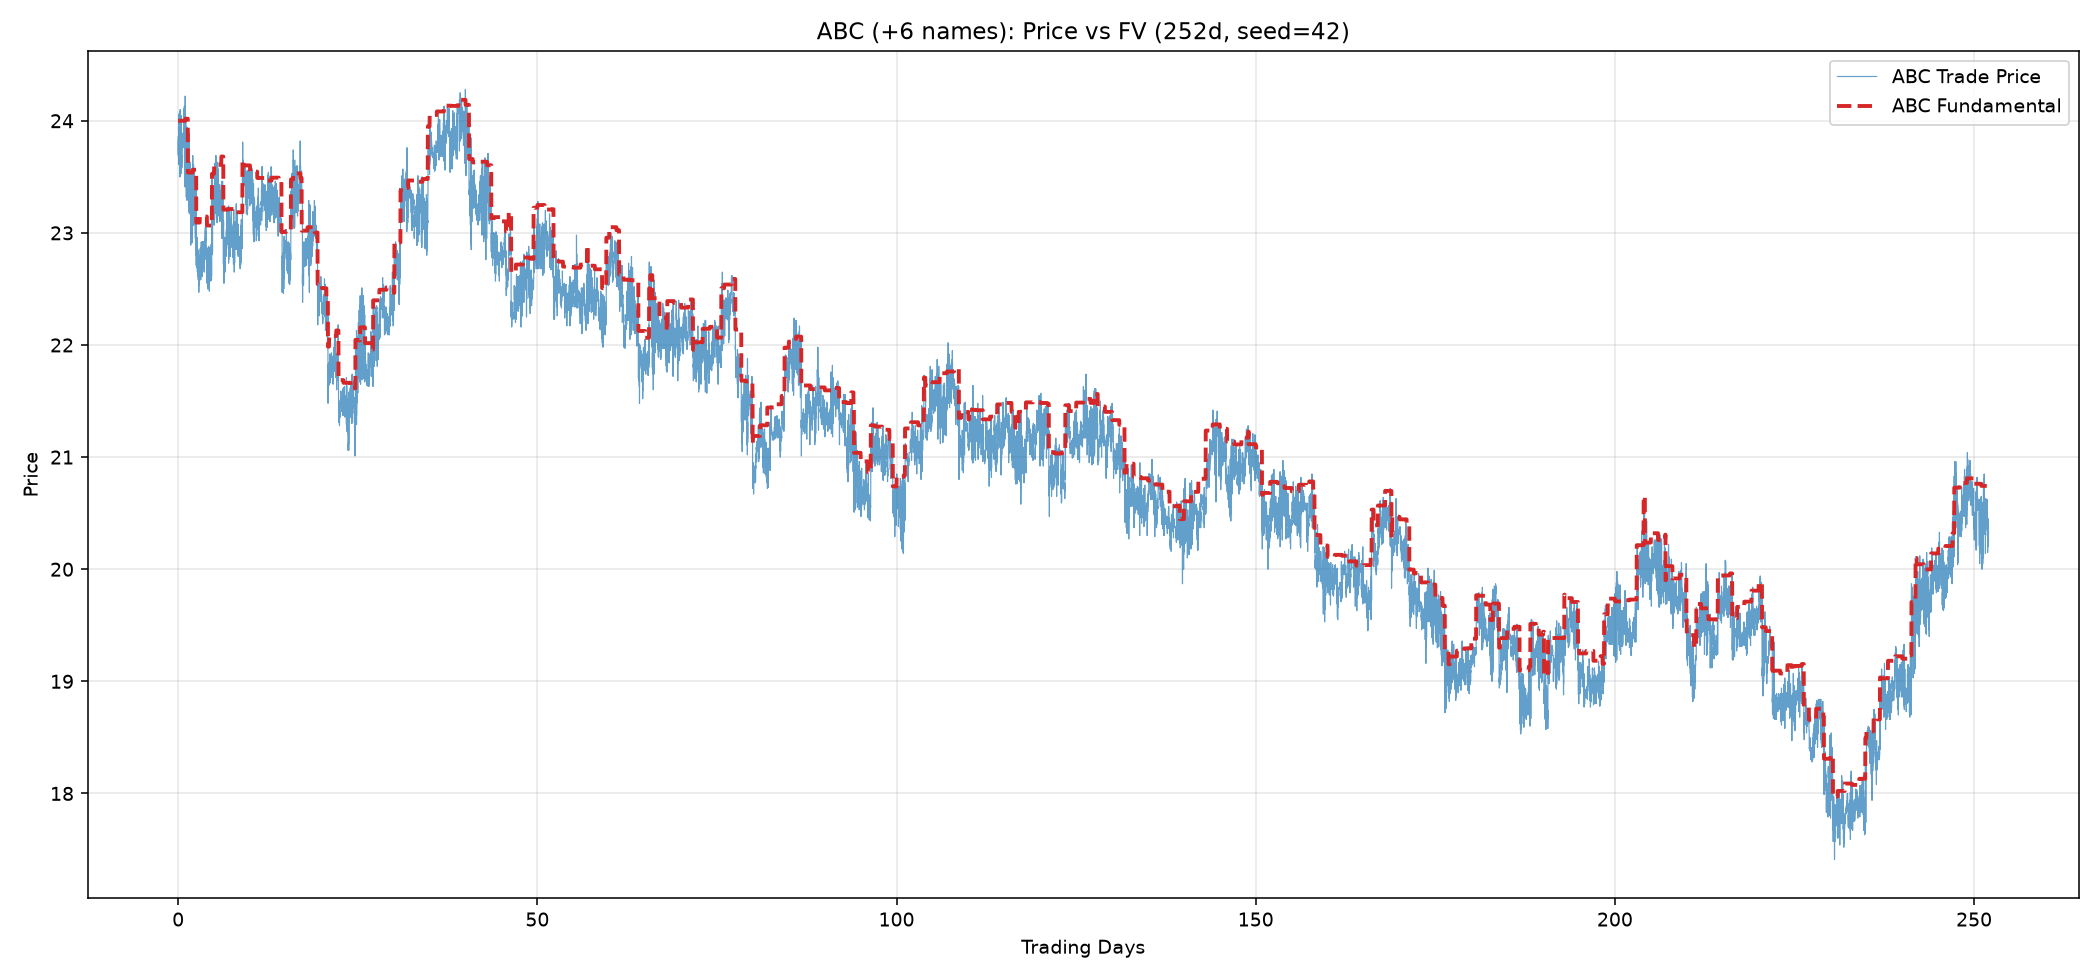 ABC (+6 names): Price vs FV (252d, seed=42)
ABC Trade Price
ABC Fundamental
Price
24
23
22
21
20
19
18
0
50
100
150
200
250
Trading Days